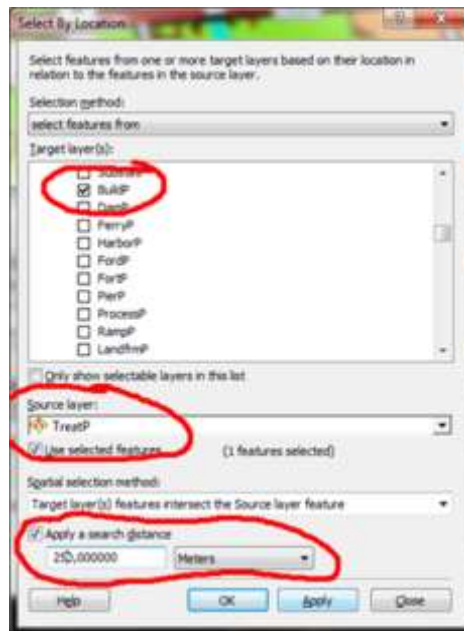 Select By Location
Select features from one or more target layers based on their location in
relation to the features in the source layer.
Selection method:
select features from
Target layer(s):
BuildP
DamP
FerryP
HarborP
FordP
FortP
PierP
ProcessP
RampP
LandfrmP
Only show selectable layers in this list
Source layer:
TreatP
Use selected features (1 features selected)
Spatial selection method:
Target layer(s) features intersect the Source layer feature
Apply a search distance
Meters
Help OK Apply Close